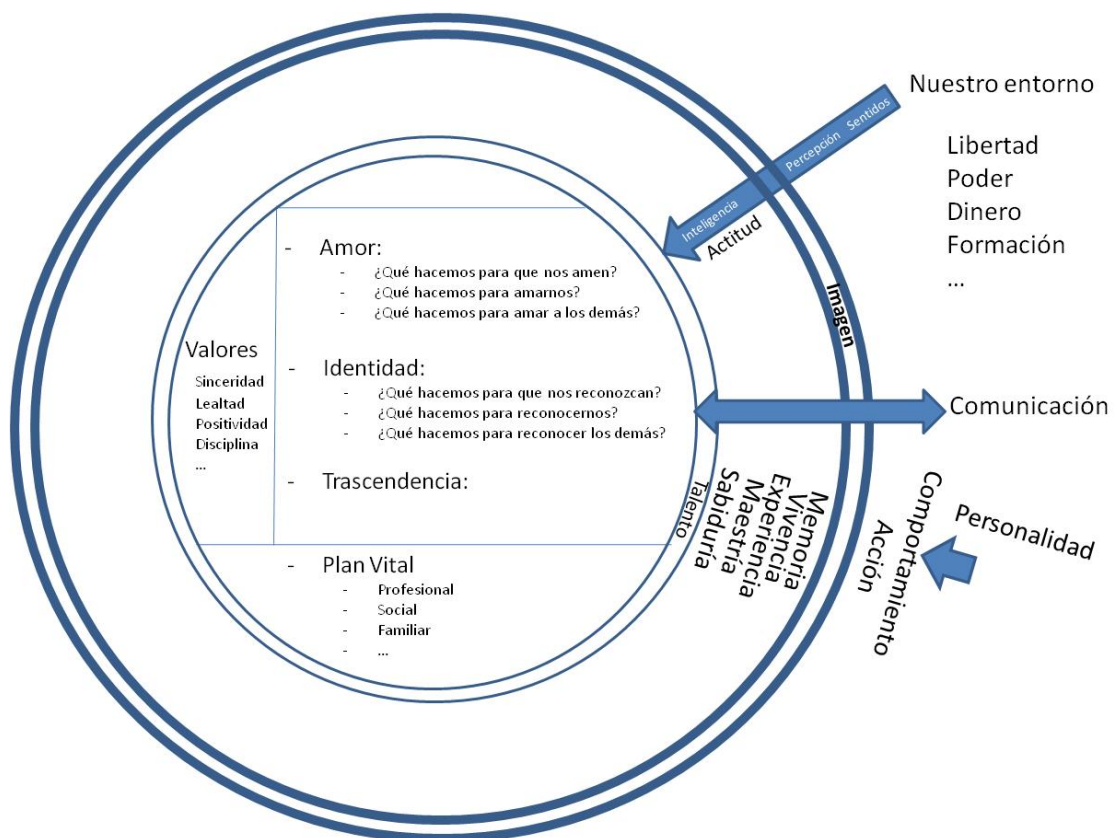 Nuestro entorno
Libertad
Poder
Dinero
Formación
...
Sentidos
Percepción
Inteligencia
Actitud
Imagen
- Amor:
- ¿Qué hacemos para que nos amen?
- ¿Qué hacemos para amarnos?
- ¿Qué hacemos para amar a los demás?
Valores
Sinceridad
Lealtad
Positividad
Disciplina
...
- Identidad:
- ¿Qué hacemos para que nos reconozcan?
- ¿Qué hacemos para reconocernos?
- ¿Qué hacemos para reconocer los demás?
- Trascendencia:
- Plan Vital
- Profesional
- Social
- Familiar
- ...
Comunicación
Talento
Sabiduría
Maestría
Experiencia
Vivencia
Memoria
Comportamiento
Acción
Personalidad